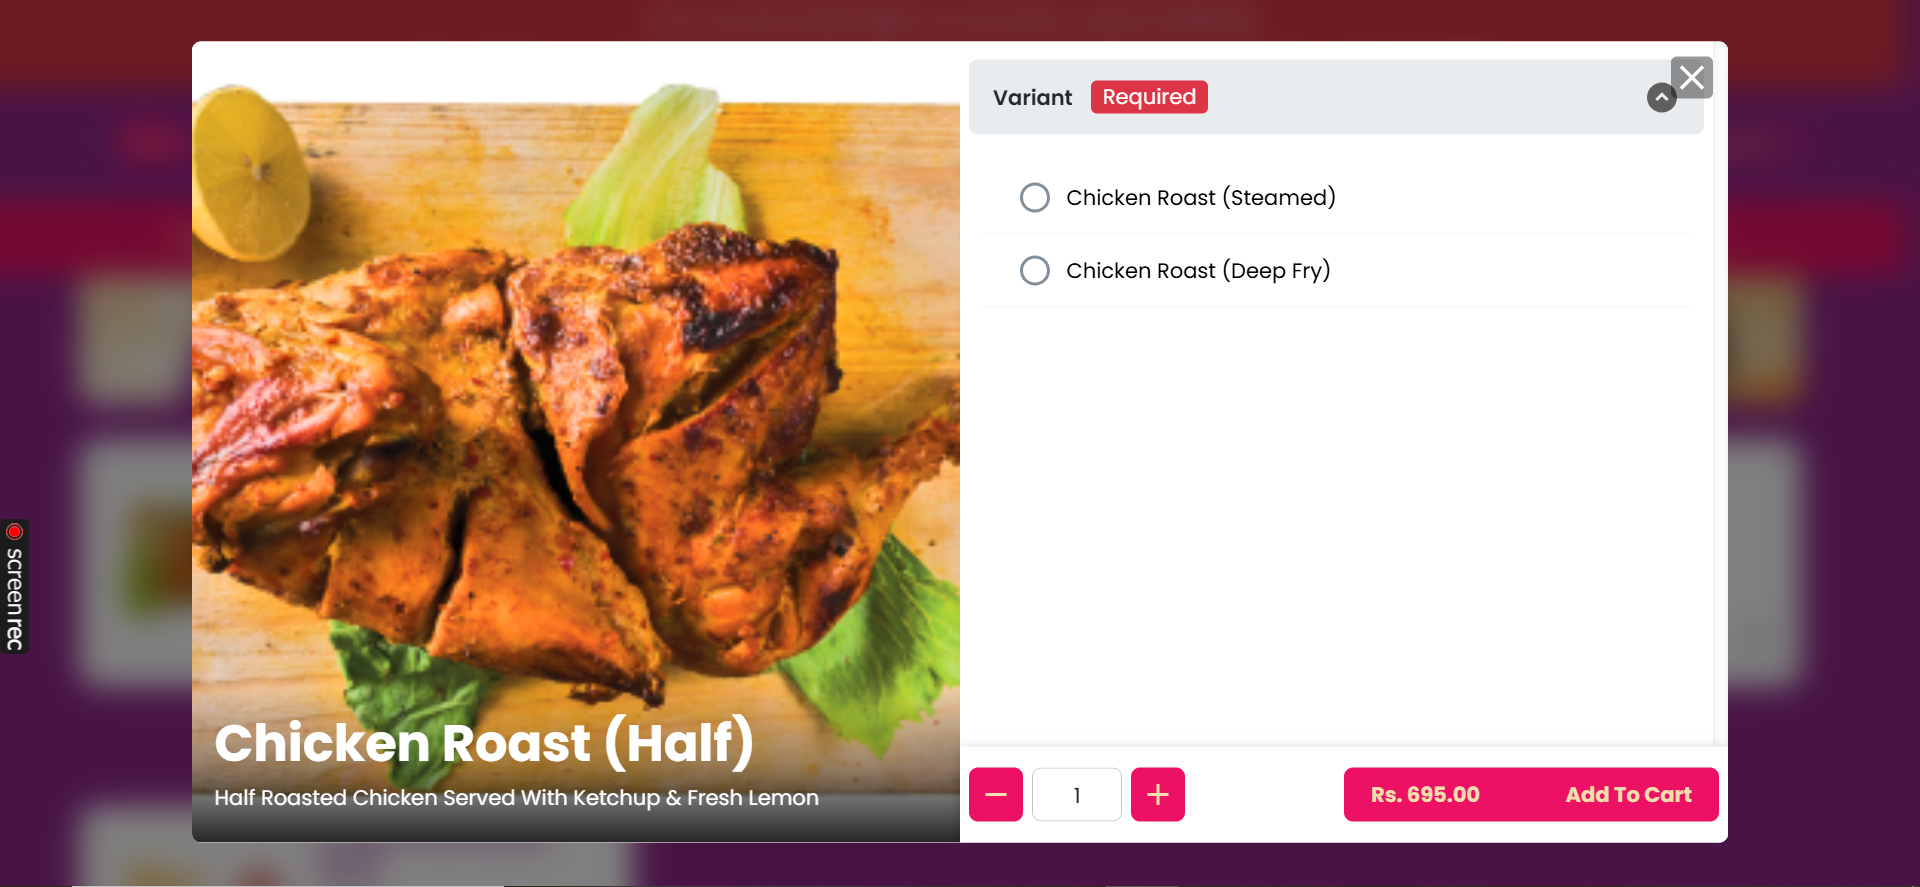 Variant Required
Chicken Roast (Steamed)
Chicken Roast (Deep Fry)
Chicken Roast (Half)
Half Roasted Chicken Served With Ketchup & Fresh Lemon
1
Rs. 695.00 Add To Cart
screenrec